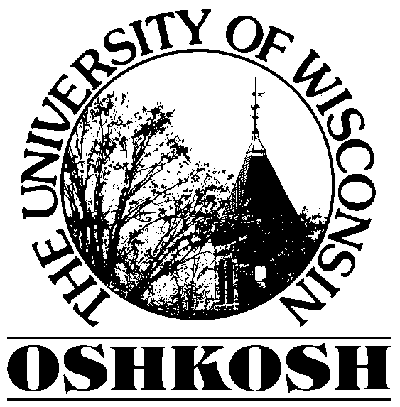 THE UNIVERSITY OF WISCONSIN
OSHKOSH